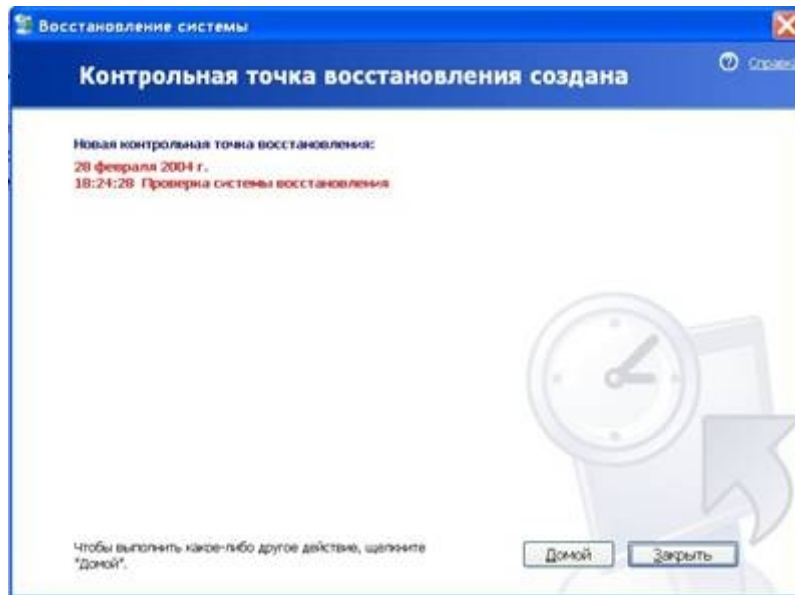 Восстановление системы
Контрольная точка восстановления создана
Справка
Новая контрольная точка восстановления:
28 февраля 2004 г.
18:24:28 Проверка системы восстановления
Чтобы выполнить какое-либо другое действие, щелкните
"Домой".
Домой
Закрыть